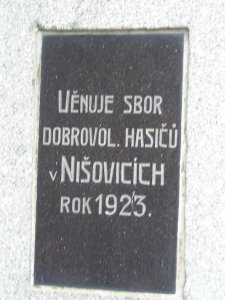 VĚNUJE SBOR
DOBROVOL. HASIČŮ
V NIŠOVICÍCH
ROK 1923.